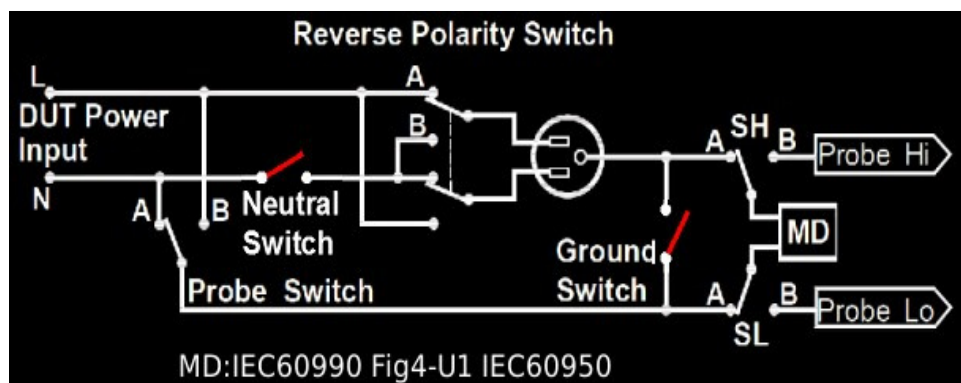 Reverse Polarity Switch
L
A
DUT Power
Input
B
A
SH
B
Probe Hi
N
A
B
Neutral
Switch
MD
Ground
Switch
Probe Switch
A
B
Probe Lo
SL
MD:IEC60990 Fig4-U1 IEC60950